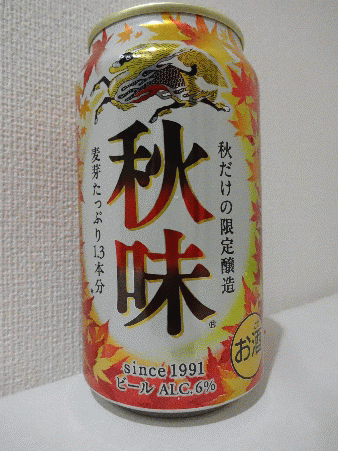 秋だけの限定醸造
秋味
®
麦芽たっぷり1.3本分
お酒
since 1991
ビール ALC.6%